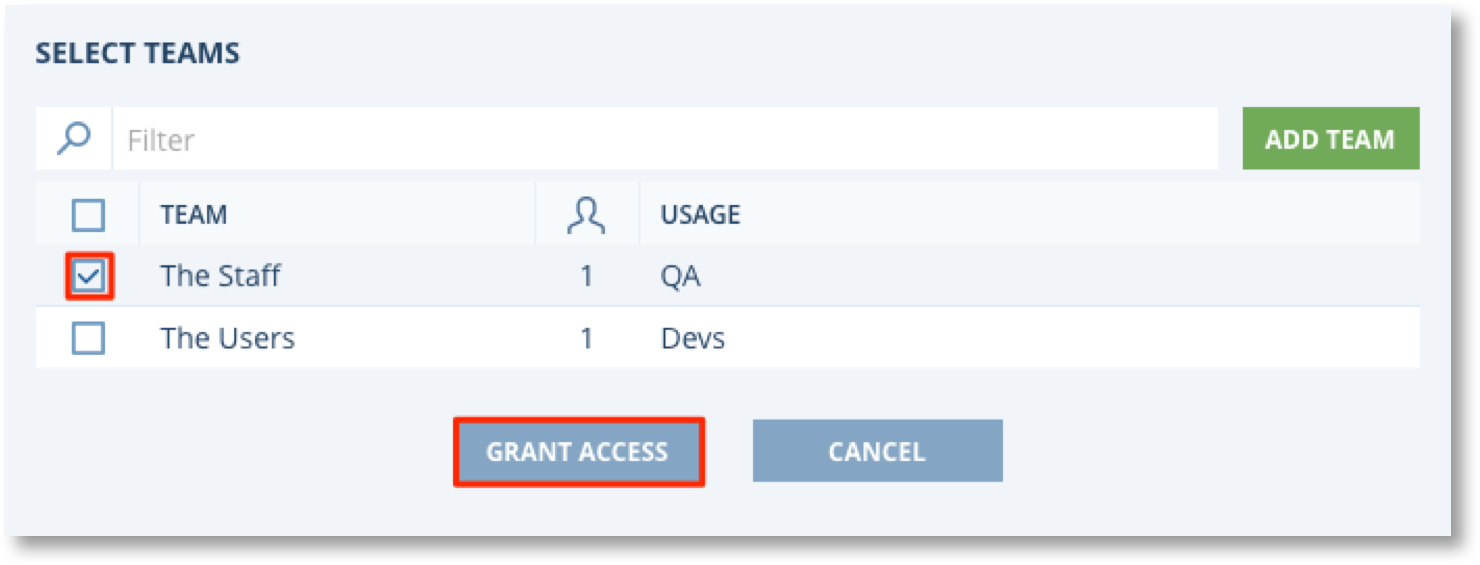 SELECT TEAMS
Filter
ADD TEAM
TEAM USAGE
The Staff 1 QA
The Users 1 Devs
GRANT ACCESS CANCEL